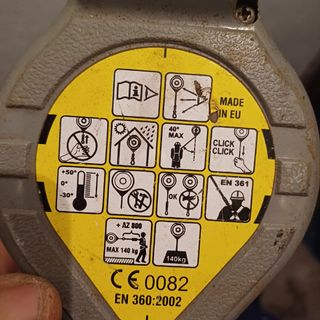 MADE
IN EU
40°
MAX
CLICK
CLICK
+50°
0°
-30°
OK
EN 361
+ AZ 800
MAX 140 kg
140kg
CE 0082
EN 360:2002